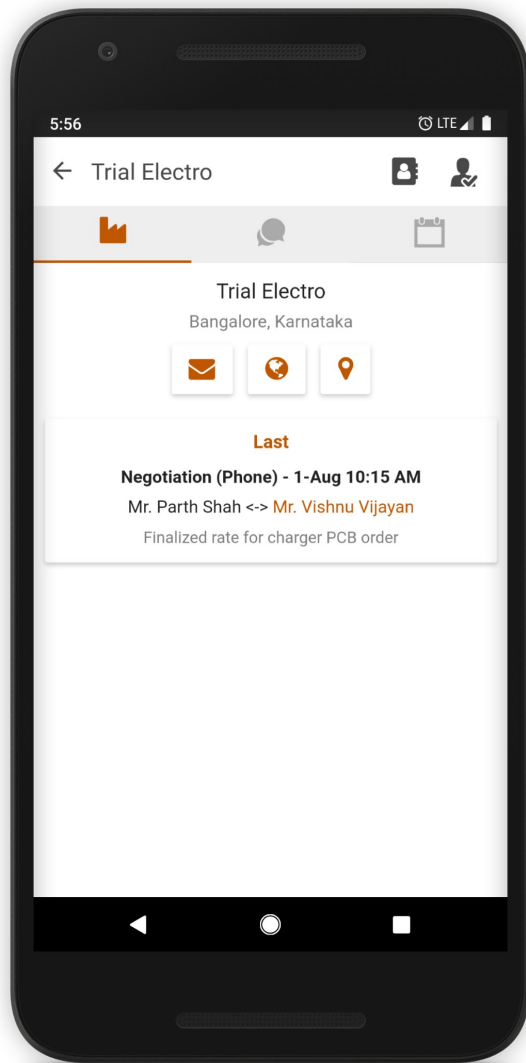 5:56
LTE
Trial Electro
Trial Electro
Bangalore, Karnataka
Last
Negotiation (Phone) - 1-Aug 10:15 AM
Mr. Parth Shah <-> Mr. Vishnu Vijayan
Finalized rate for charger PCB order